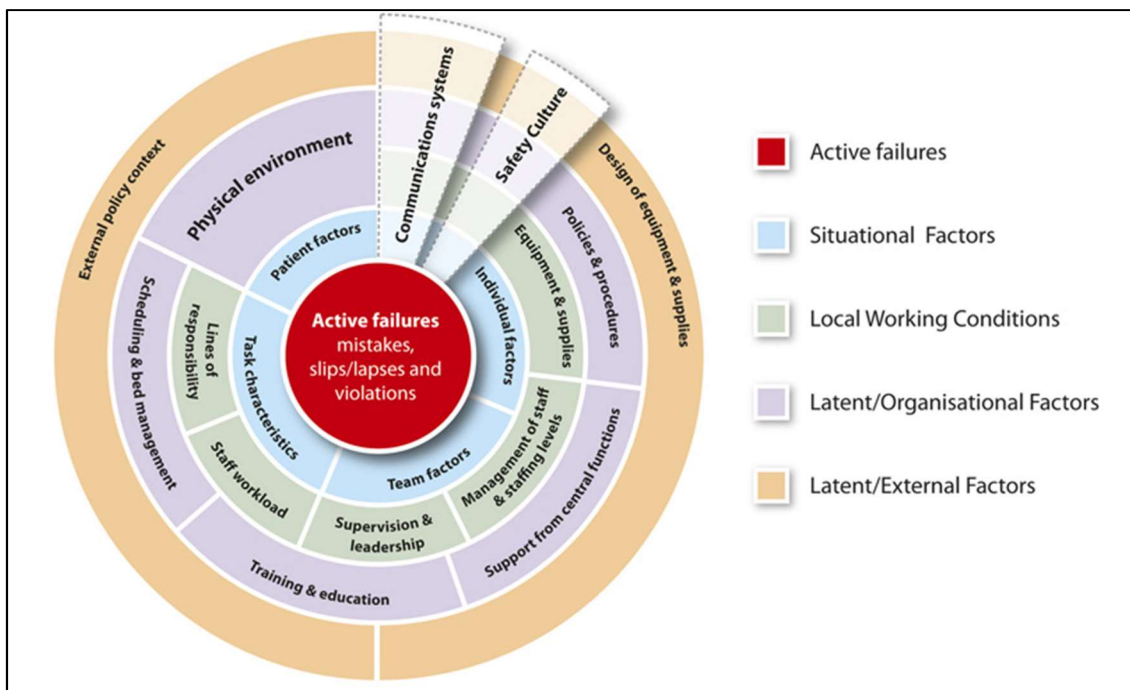 Communications systems
Safety Culture
External policy context
Design of equipment & supplies
Physical environment
Policies & procedures
Support from central functions
Training & education
Scheduling & bed management
Lines of
responsibility
Equipment & supplies
Management of staff
& staffing levels
Supervision &
leadership
Staff workload
Patient factors
Individual factors
Team factors
Task characteristics
Active failures
mistakes,
slips/lapses and
violations
Active failures
Situational Factors
Local Working Conditions
Latent/Organisational Factors
Latent/External Factors